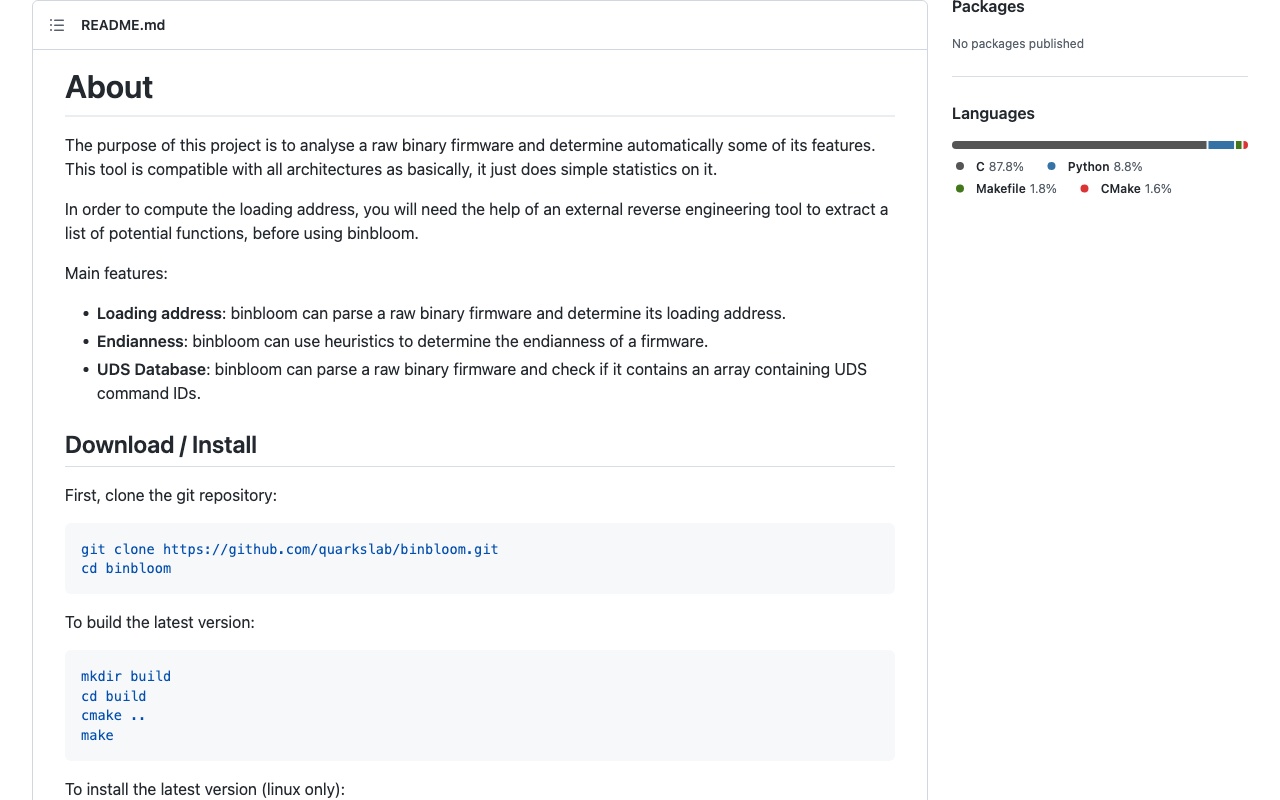 README.md
About
The purpose of this project is to analyse a raw binary firmware and determine automatically some of its features.
This tool is compatible with all architectures as basically, it just does simple statistics on it.
In order to compute the loading address, you will need the help of an external reverse engineering tool to extract a
list of potential functions, before using binbloom.
Main features:
• Loading address: binbloom can parse a raw binary firmware and determine its loading address.
• Endianness: binbloom can use heuristics to determine the endianness of a firmware.
• UDS Database: binbloom can parse a raw binary firmware and check if it contains an array containing UDS
command IDs.
Download / Install
First, clone the git repository:
git clone https://github.com/quarkslab/binbloom.git
cd binbloom
To build the latest version:
mkdir build
cd build
cmake ..
make
To install the latest version (linux only):
Packages
No packages published
Languages
C 87.8% Python 8.8%
Makefile 1.8% CMake 1.6%